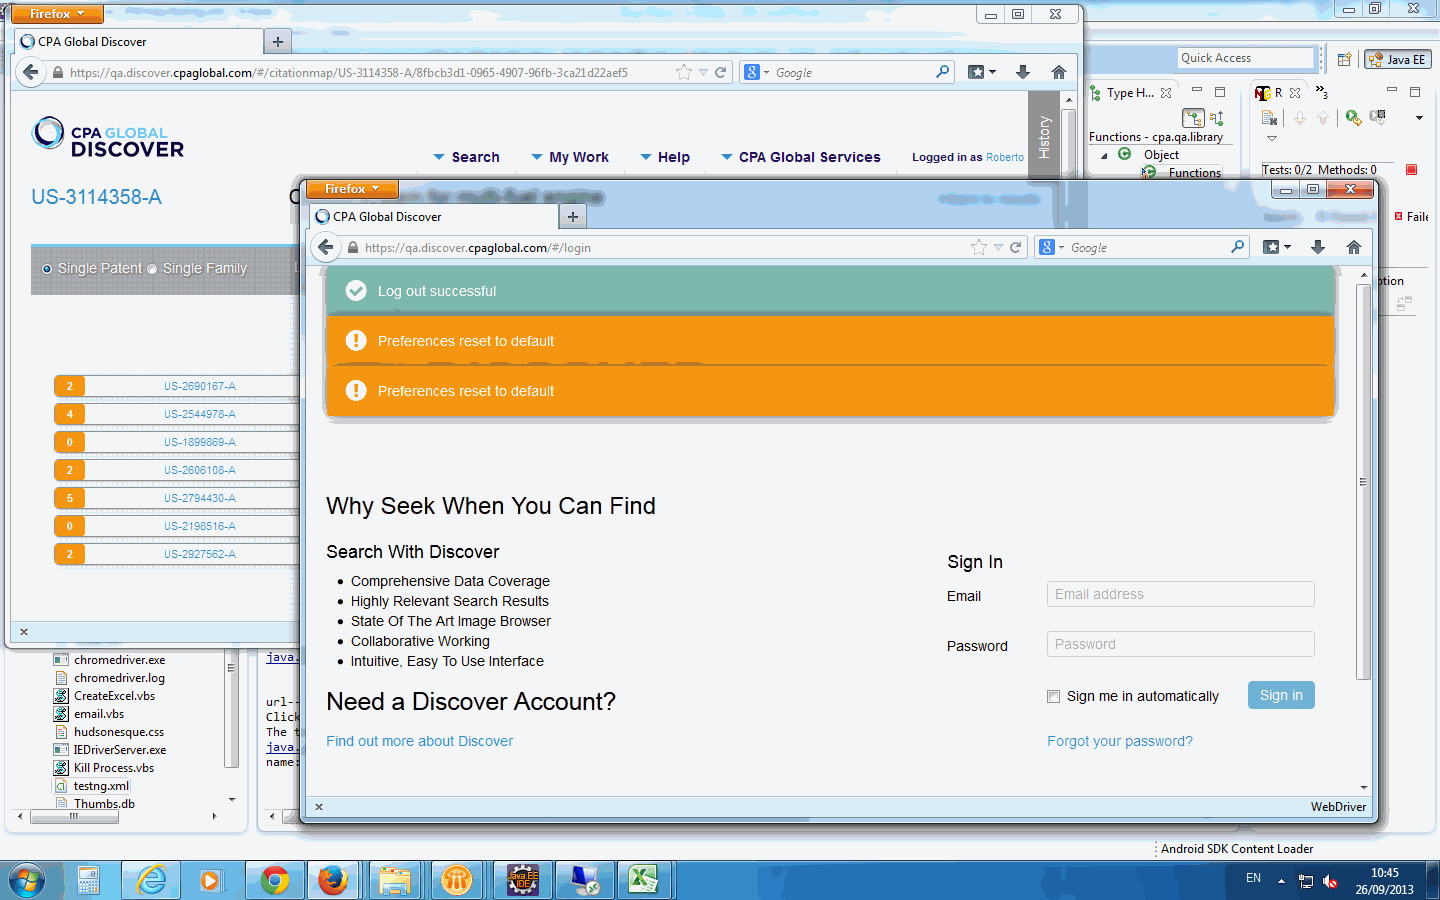 Firefox
CPA Global Discover
https://qa.discover.cpaglobal.com/#/citationmap/US-3114358-A/8fbcb3d1-0965-4907-96fb-3ca21d22aef5
Google
CPA GLOBAL
DISCOVER
Search
My Work
Help
CPA Global Services
Logged in as Roberto
History
US-3114358-A
Single Patent
Single Family
2 US-2690167-A
4 US-2544978-A
0 US-1899869-A
2 US-2606108-A
5 US-2794430-A
0 US-2198516-A
2 US-2927562-A
Quick Access
Java EE
Type H...
R
3
Functions - cpa.qa.library
Object
Functions
Tests: 0/2 Methods: 0
Faile
ption
Firefox
CPA Global Discover
https://qa.discover.cpaglobal.com/#/login
Google
Log out successful
Preferences reset to default
Preferences reset to default
Why Seek When You Can Find
Search With Discover
Comprehensive Data Coverage
Highly Relevant Search Results
State Of The Art Image Browser
Collaborative Working
Intuitive, Easy To Use Interface
Need a Discover Account?
Find out more about Discover
Sign In
Email
Email address
Password
Password
Sign me in automatically
Sign in
Forgot your password?
WebDriver
chromedriver.exe
chromedriver.log
CreateExcel.vbs
email.vbs
hudsonesque.css
IEDriverServer.exe
Kill Process.vbs
testng.xml
Thumbs.db
java.
url--
Click
The t
java.
name:
Android SDK Content Loader
Java EE
IDE
EN
10:45
26/09/2013